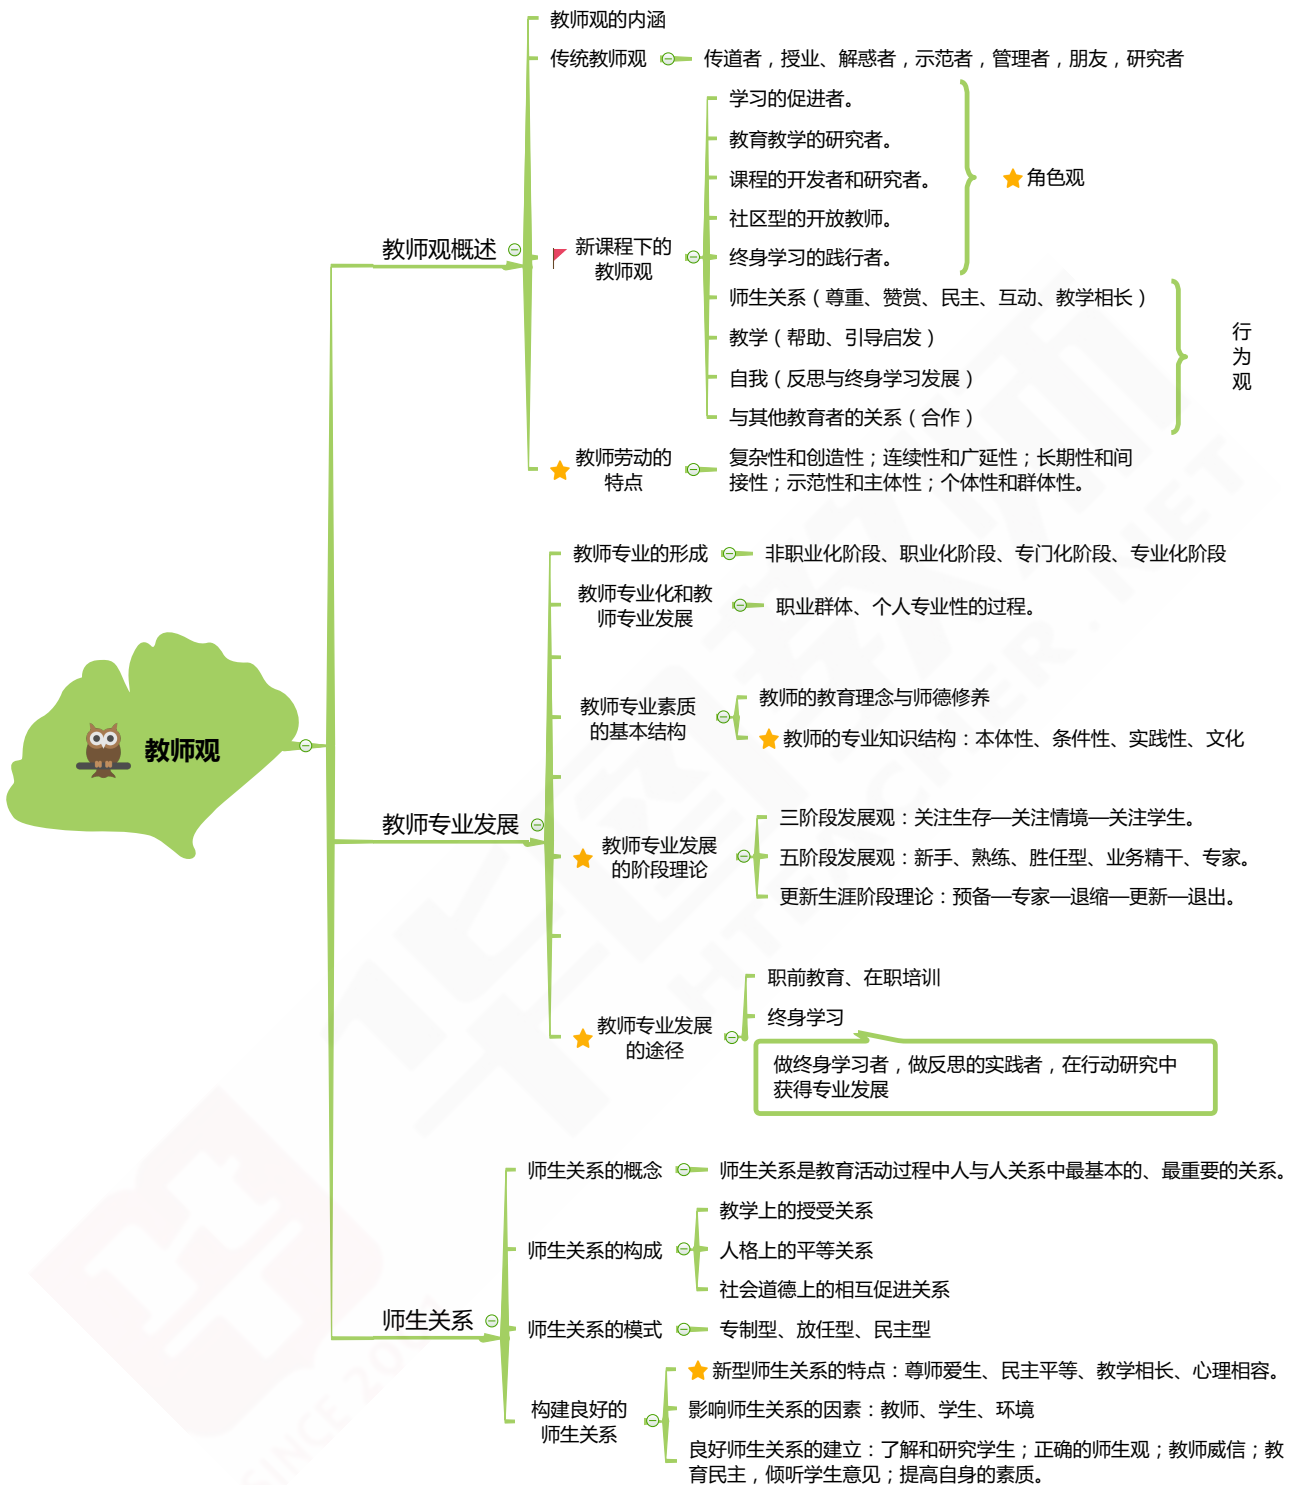 教师观
教师观概述
教师观的内涵
传统教师观
传道者，授业、解惑者，示范者，管理者，朋友，研究者
新课程下的
教师观
学习的促进者。
教育教学的研究者。
课程的开发者和研究者。
社区型的开放教师。
终身学习的践行者。
角色观
师生关系（尊重、赞赏、民主、互动、教学相长）
教学（帮助、引导启发）
自我（反思与终身学习发展）
与其他教育者的关系（合作）
行
为
观
教师劳动的
特点
复杂性和创造性；连续性和广延性；长期性和间
接性；示范性和主体性；个体性和群体性。
教师专业发展
教师专业的形成
非职业化阶段、职业化阶段、专门化阶段、专业化阶段
教师专业化和教
师专业发展
职业群体、个人专业性的过程。
教师专业素质
的基本结构
教师的教育理念与师德修养
教师的专业知识结构：本体性、条件性、实践性、文化
教师专业发展
的阶段理论
三阶段发展观：关注生存—关注情境—关注学生。
五阶段发展观：新手、熟练、胜任型、业务精干、专家。
更新生涯阶段理论：预备—专家—退缩—更新—退出。
教师专业发展
的途径
职前教育、在职培训
终身学习
做终身学习者，做反思的实践者，在行动研究中
获得专业发展
师生关系
师生关系的概念
师生关系是教育活动过程中人与人关系中最基本的、最重要的关系。
师生关系的构成
教学上的授受关系
人格上的平等关系
社会道德上的相互促进关系
师生关系的模式
专制型、放任型、民主型
构建良好的
师生关系
新型师生关系的特点：尊师爱生、民主平等、教学相长、心理相容。
影响师生关系的因素：教师、学生、环境
良好师生关系的建立：了解和研究学生；正确的师生观；教师威信；教
育民主，倾听学生意见；提高自身的素质。
华图教师